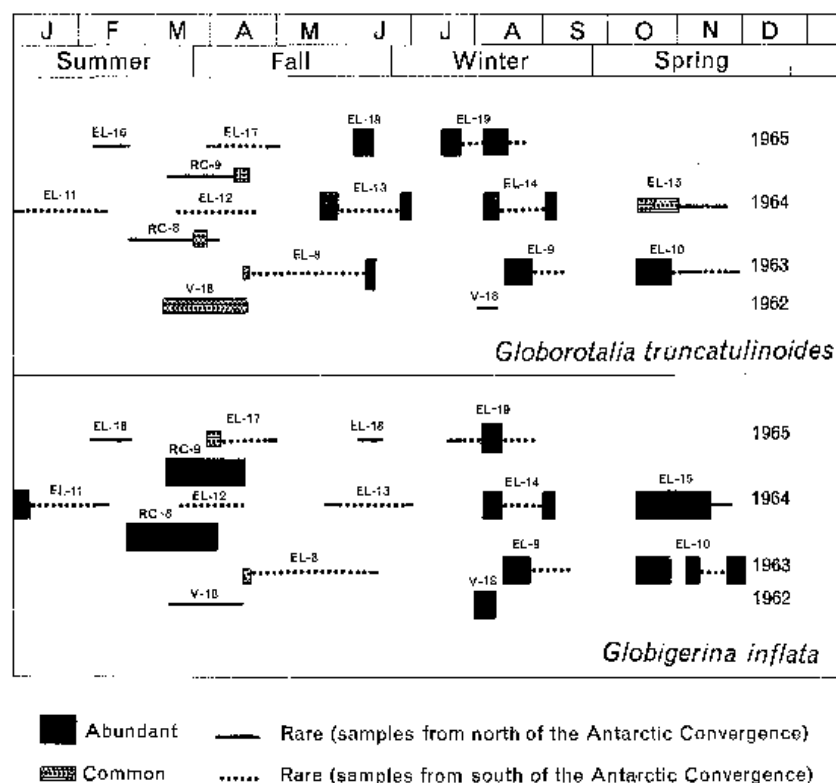 J F M A M J J A S O N D
Summer Fall Winter Spring
EL-16 EL-17 EL-18 EL-19 1965
RC-9
EL-11 EL-12 EL-13 EL-14 EL-15 1964
RC-8
EL-8 EL-9 EL-10 1963
V-18 V-18 1962
Globorotalia truncatulinoides
EL-18 EL-17 EL-18 EL-19 1965
RC-9
EL-11 EL-12 EL-13 EL-14 EL-15 1964
RC-8
EL-8 EL-9 EL-10 1963
V-18 V-18 1962
Globigerina inflata
Abundant Rare (samples from north of the Antarctic Convergence)
Common Rare (samples from south of the Antarctic Convergence)